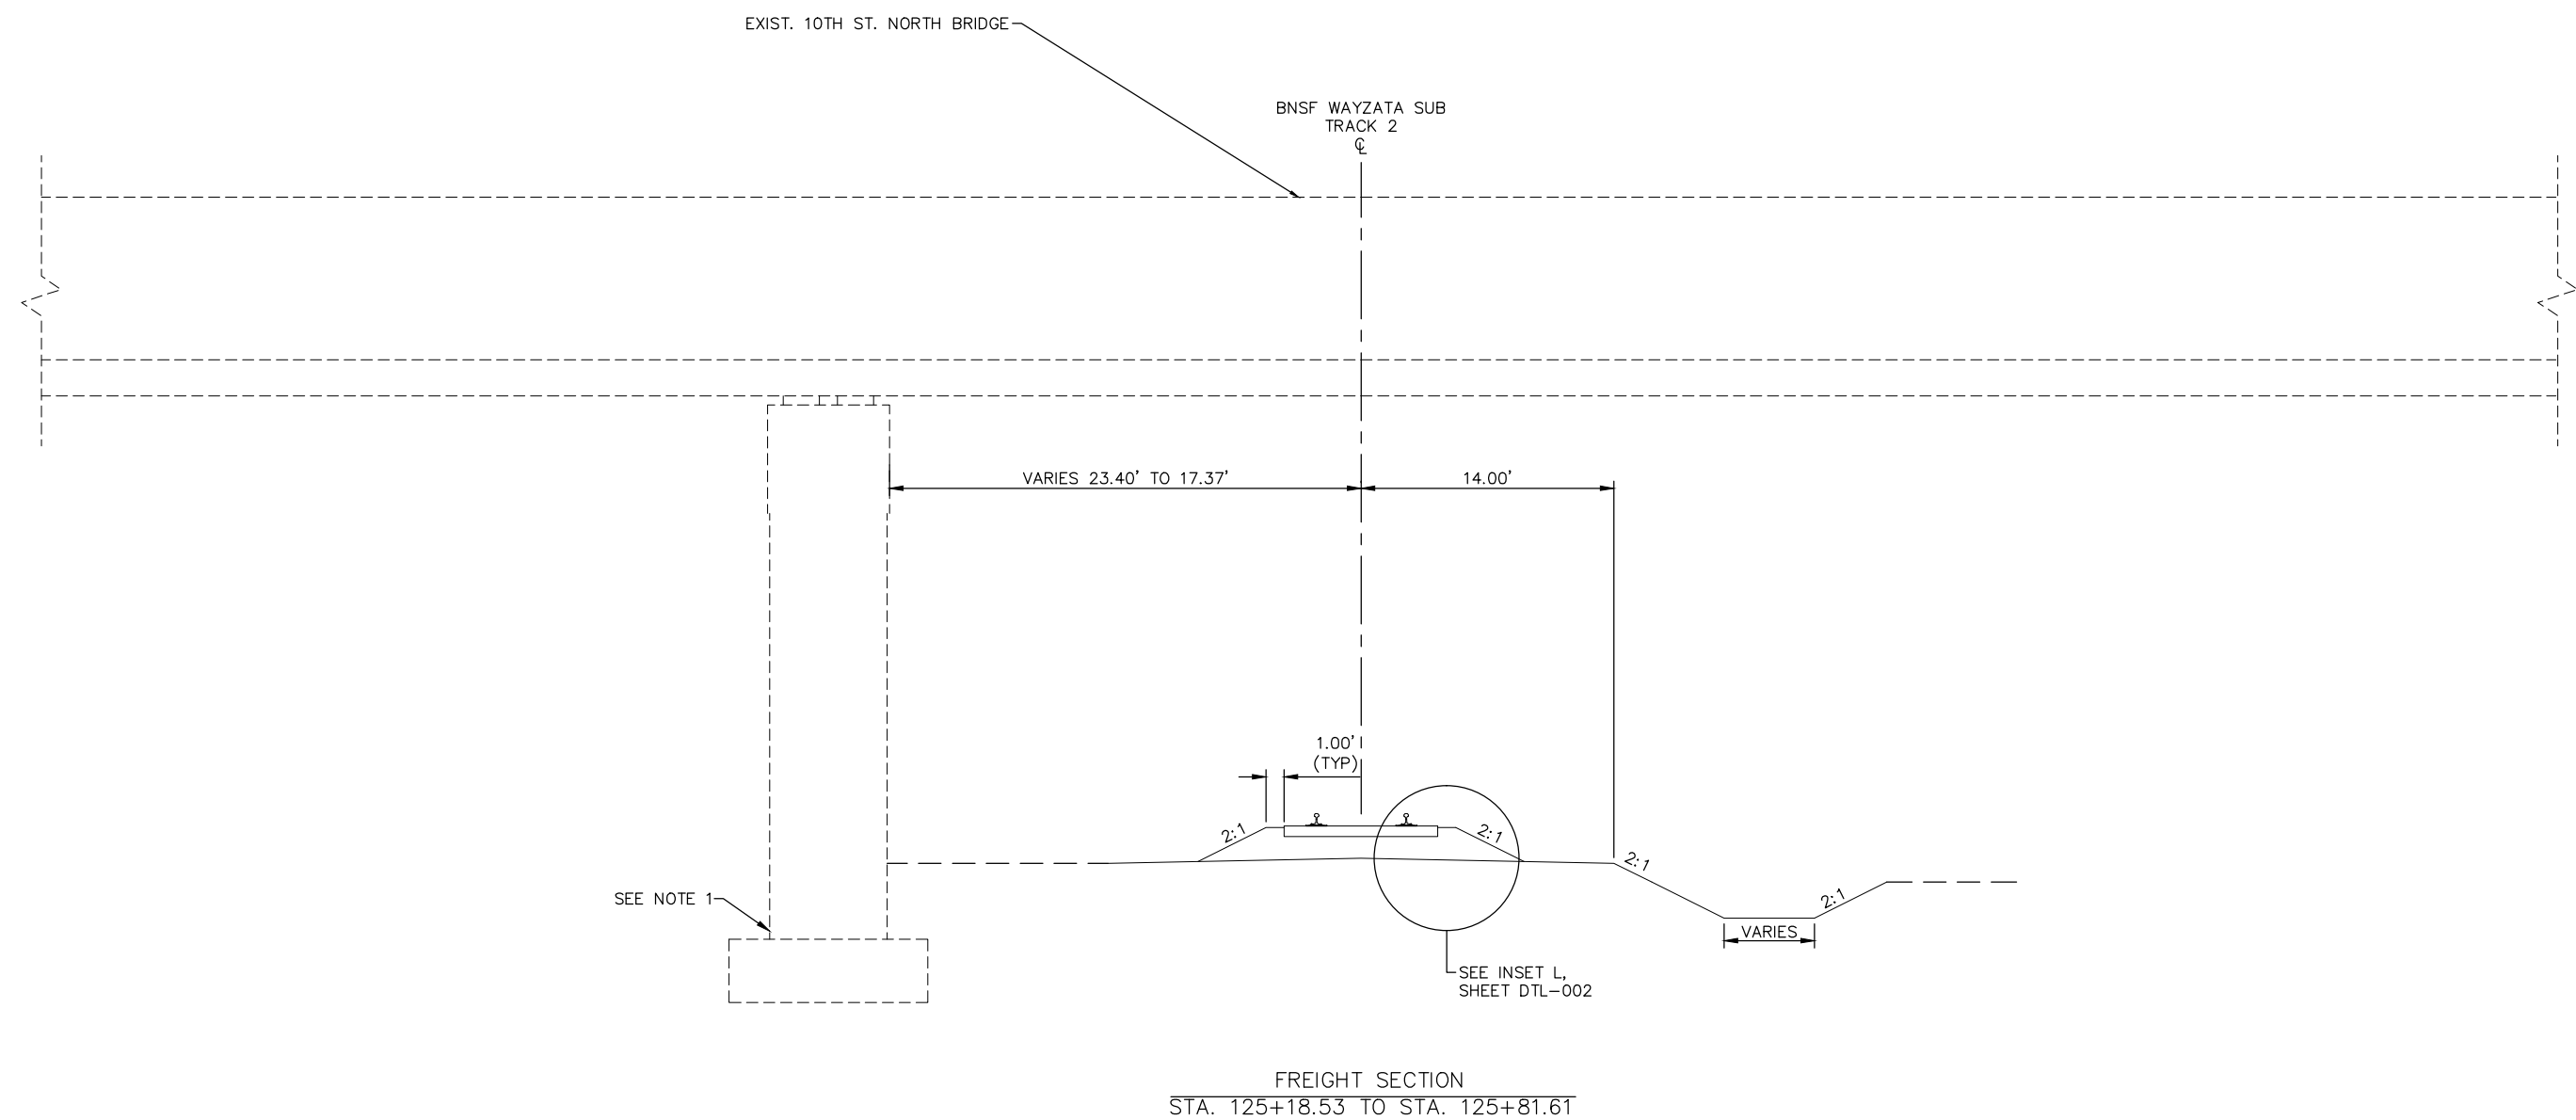 EXIST. 10TH ST. NORTH BRIDGE
BNSF WAYZATA SUB
TRACK 2
℄
VARIES 23.40' TO 17.37'
14.00'
1.00'
(TYP)
2:1
2:1
2:1
2:1
SEE NOTE 1
VARIES
SEE INSET L,
SHEET DTL-002
FREIGHT SECTION
STA. 125+18.53 TO STA. 125+81.61